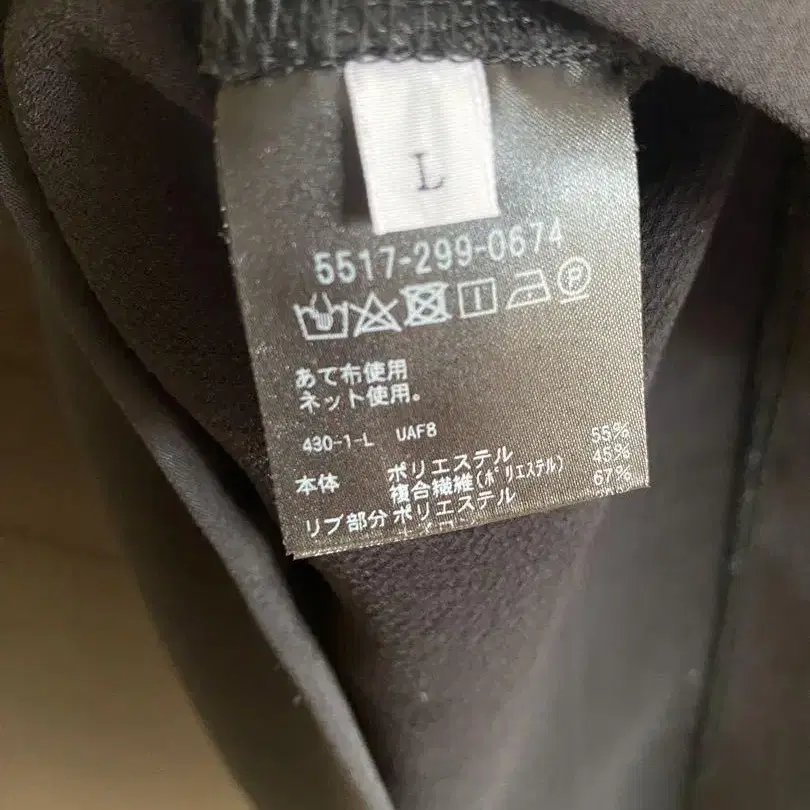 L
5517-299-0674
あて布使用
ネット使用。
430-1-L UAF8
本体 ポリエステル 55%
複合繊維(ポリエステル) 45%
リブ部分 ポリエステル 67%